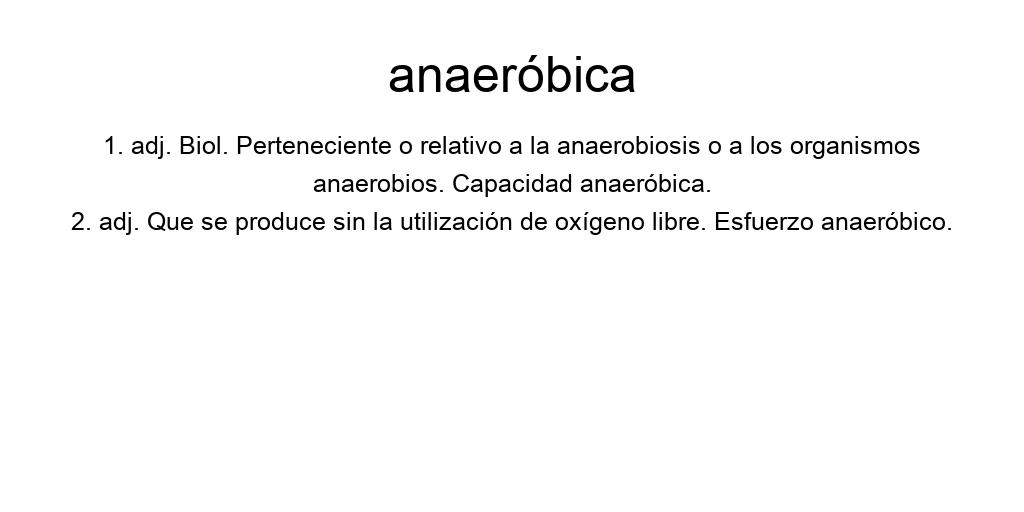 anaeróbica
1. adj. Biol. Perteneciente o relativo a la anaerobiosis o a los organismos
anaerobios. Capacidad anaeróbica.
2. adj. Que se produce sin la utilización de oxígeno libre. Esfuerzo anaeróbico.